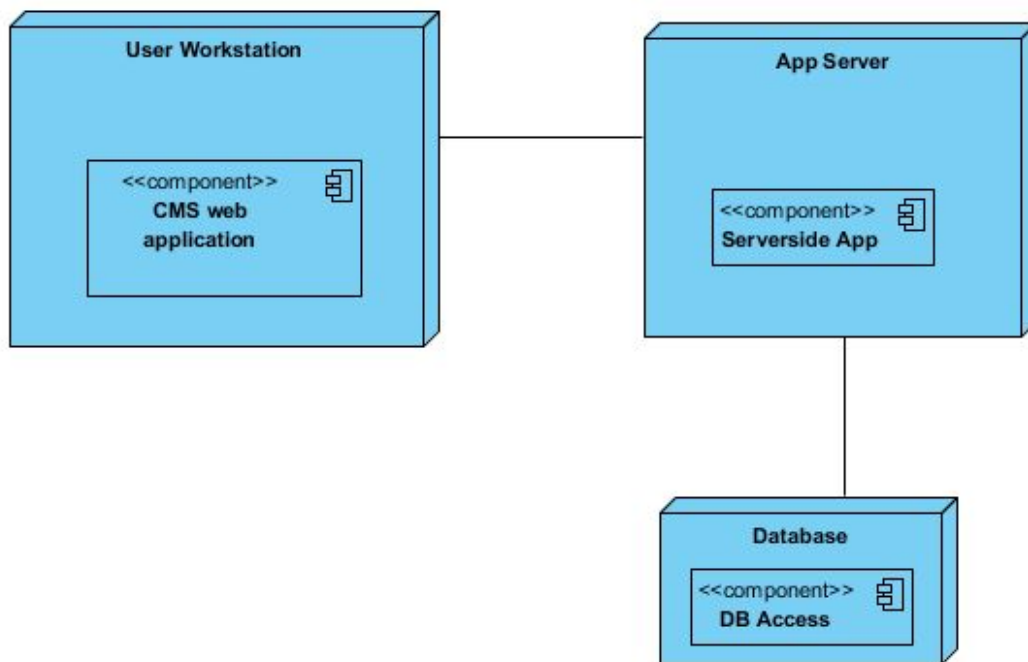 User Workstation
<<component>>
CMS web
application
App Server
<<component>>
Serverside App
Database
<<component>>
DB Access